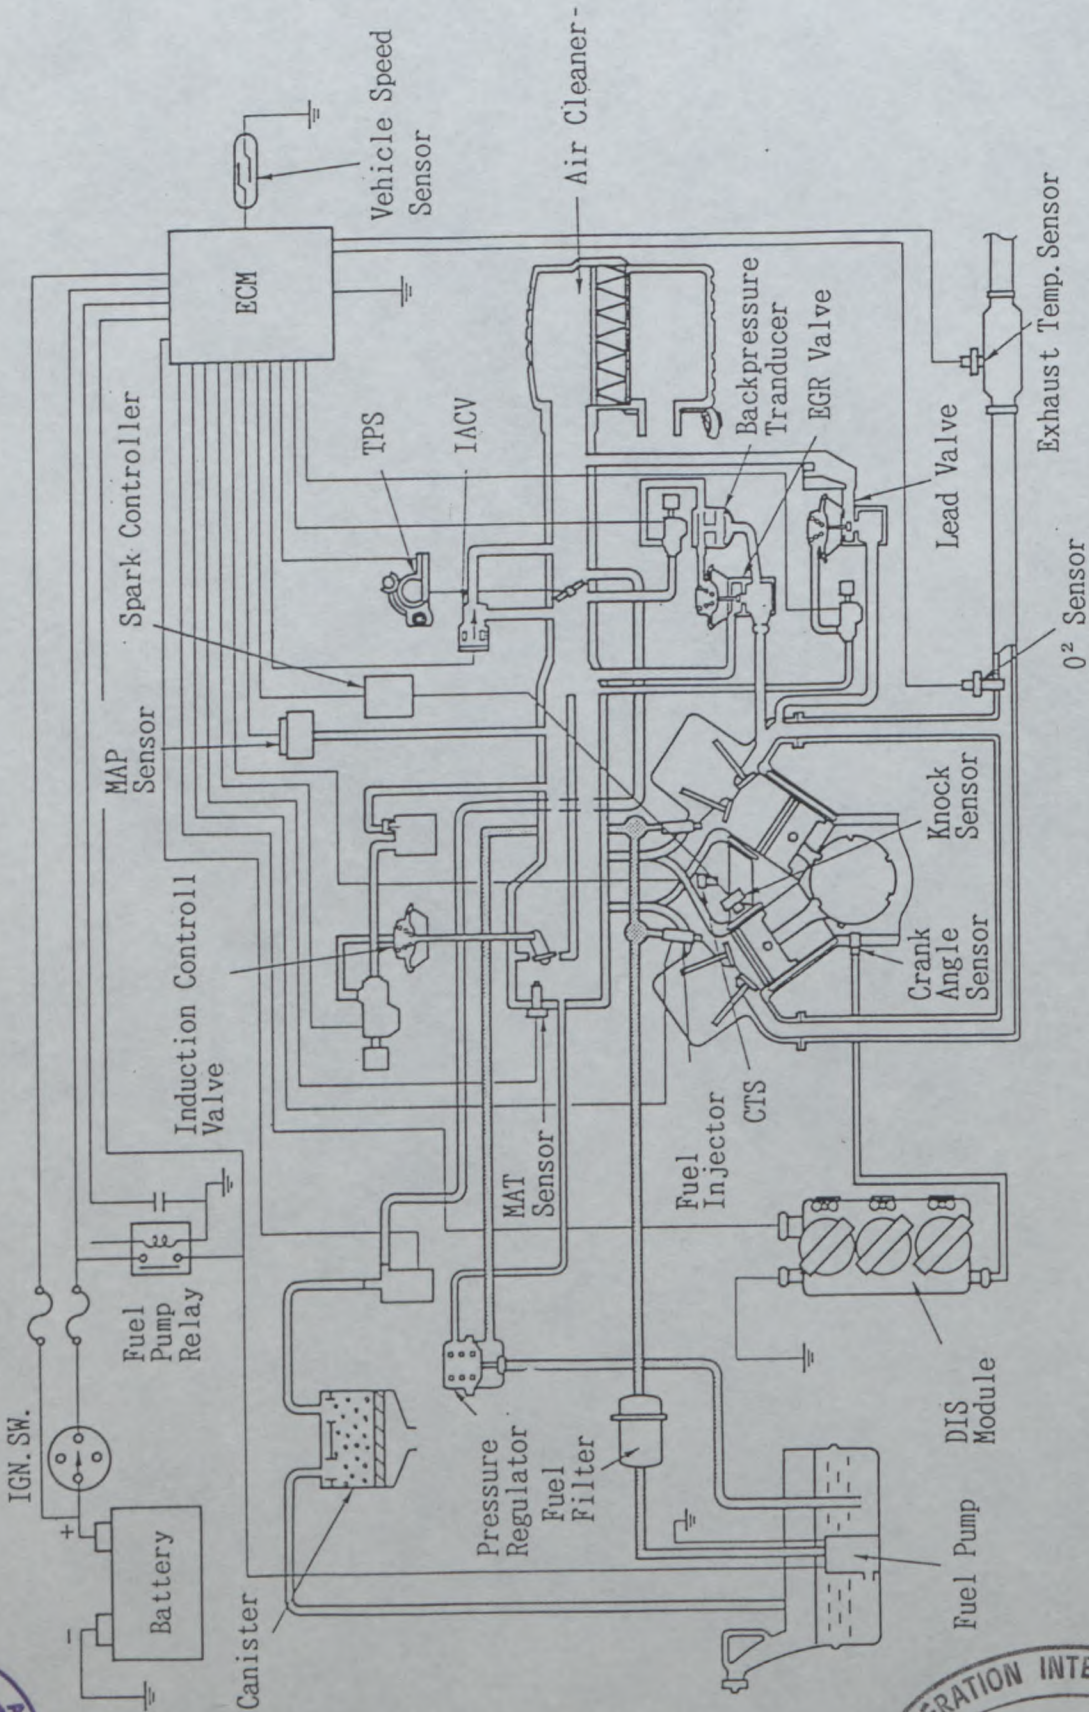 IGN. SW.
+
-
Battery
Canister
Fuel
Pump
Relay
Induction Controll
Valve
MAP
Sensor
Spark Controller
ECM
Vehicle Speed
Sensor
TPS
IACV
Air Cleaner-
Backpressure
Tranducer
EGR Valve
Lead Valve
MAT
Sensor
Pressure
Regulator
Fuel
Filter
Fuel
Injector
CTS
Knock
Sensor
Crank
Angle
Sensor
DIS
Module
Fuel Pump
Exhaust Temp. Sensor
O² Sensor
RATION INTE
A